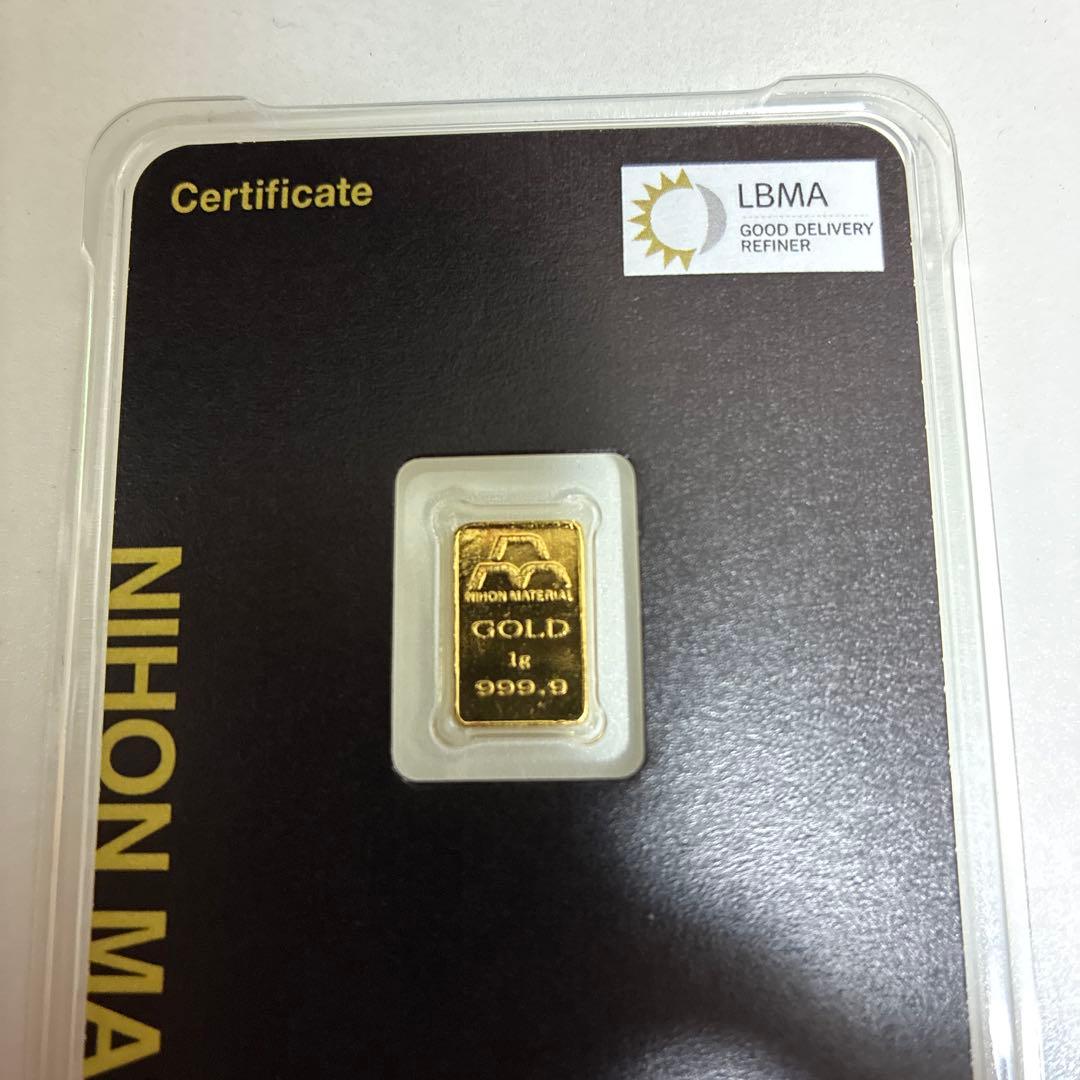 Certificate
LBMA
GOOD DELIVERY
REFINER
NIHON MATERIAL
GOLD
1g
999.9
NIHON MA